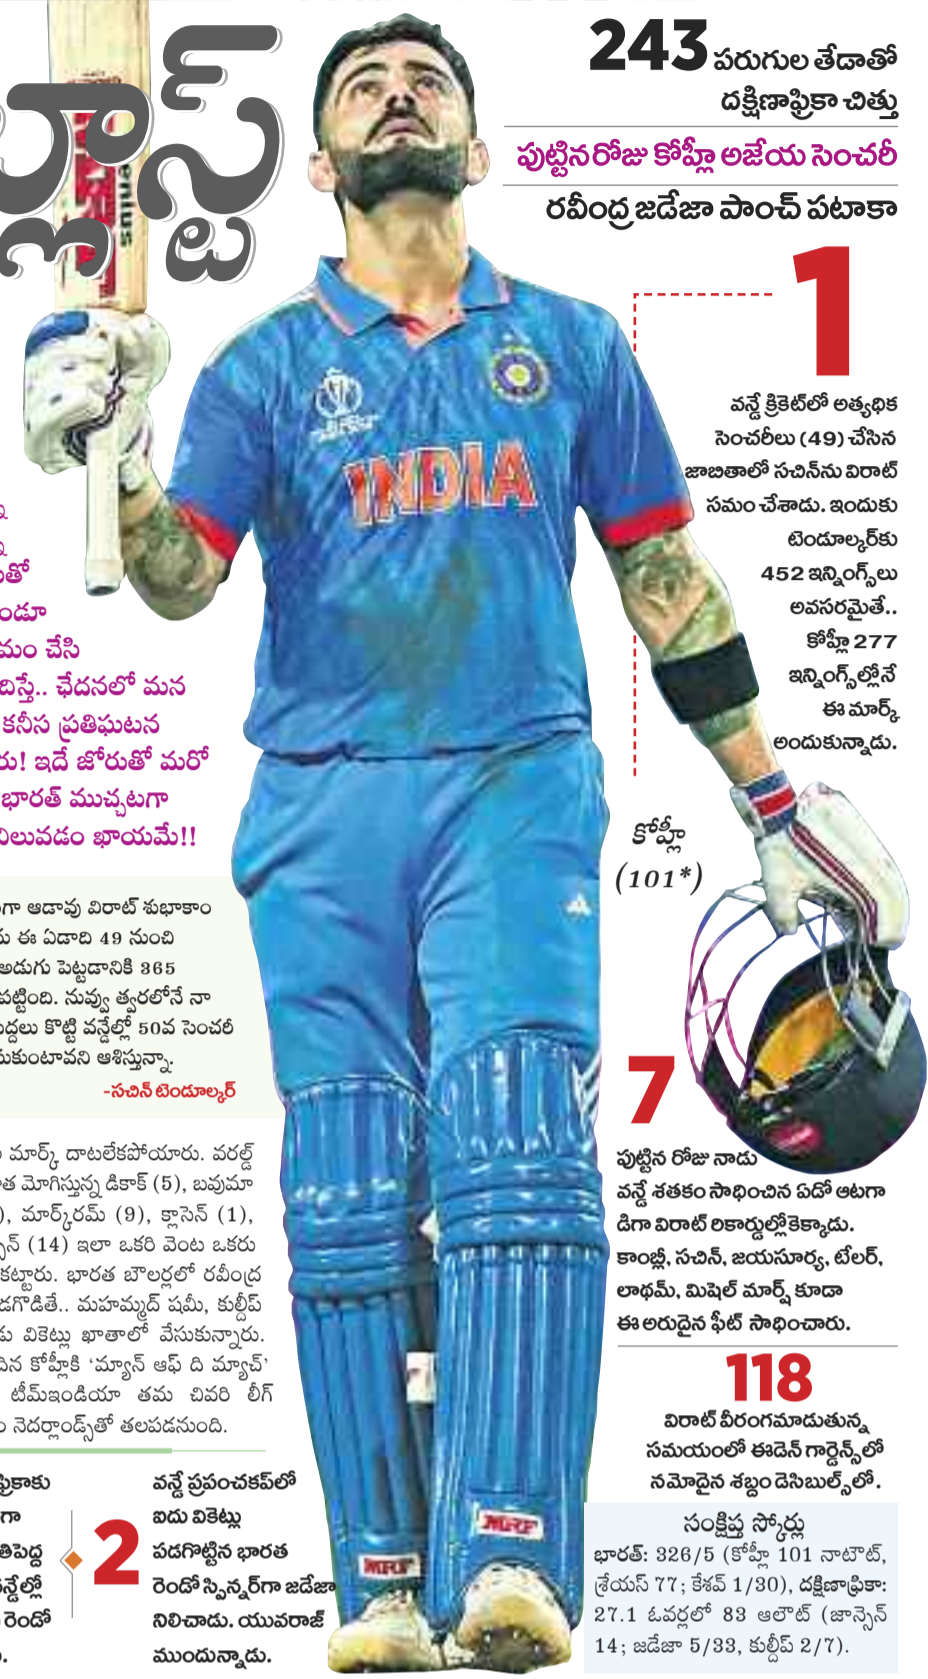 బ్లాస్ట్
243 పరుగుల తేడాతో
దక్షిణాఫ్రికా చిత్తు
పుట్టినరోజు కోహ్లీ అజేయ సెంచరీ
రవీంద్ర జడేజా పాంచ్ పటాకా
1
వన్డే క్రికెట్‌లో అత్యధిక
సెంచరీలు (49) చేసిన
జాబితాలో సచిన్‌ను విరాట్
సమం చేశాడు. ఇందుకు
టెండూల్కర్‌కు
452 ఇన్నింగ్స్‌లు
అవసరమైతే..
కోహ్లీ 277
ఇన్నింగ్స్‌ల్లోనే
ఈ మార్క్
అందుకున్నాడు.
INDIA
మం చేసి
దిస్తే.. ఛేదనలో మన
కనీస ప్రతిఘటన
రు! ఇదే జోరుతో మరో
భారత్ ముచ్చటగా
నిలువడం ఖాయమే!!
కోహ్లీ
(101*)
గా ఆడావు విరాట్ శుభాకాం
ఈ ఏడాది 49 నుంచి
అడుగు పెట్టడానికి 365
పట్టింది. నువ్వు త్వరలోనే నా
ద్దలు కొట్టి వన్డేల్లో 50వ సెంచరీ
కుంటావని ఆశిస్తున్నా.
-సచిన్ టెండూల్కర్
మార్క్ దాటలేకపోయారు. వరల్డ్
త మోగిస్తున్న డికాక్ (5), బవుమా
), మార్క్‌రమ్ (9), క్లాసెన్ (1),
సెన్ (14) ఇలా ఒకరి వెంట ఒకరు
కట్టారు. భారత బౌలర్లలో రవీంద్ర
డగొడితే.. మహమ్మద్ షమీ, కుల్దీప్
డు వికెట్లు ఖాతాలో వేసుకున్నారు.
చిన కోహ్లీకి ‘మ్యాన్ ఆఫ్ ది మ్యాచ్’
టీమ్ఇండియా తమ చివరి లీగ్
నెదర్లాండ్స్‌తో తలపడనుంది.
7
పుట్టిన రోజు నాడు
వన్డే శతకం సాధించిన ఏడో ఆటగా
డిగా విరాట్ రికార్డుల్లోకెక్కాడు.
కాంబ్లీ, సచిన్, జయసూర్య, టేలర్,
లాథమ్, మిషెల్ మార్ష్ కూడా
ఈ అరుదైన ఫీట్ సాధించారు.
118
విరాట్ వీరంగమాడుతున్న
సమయంలో ఈడెన్ గార్డెన్స్‌లో
నమోదైన శబ్దం డెసిబుల్స్‌లో.
2
వన్డే ప్రపంచకప్‌లో
ఐదు వికెట్లు
పడగొట్టిన భారత
రెండో స్పిన్నర్‌గా జడేజా
నిలిచాడు. యువరాజ్
ముందున్నాడు.
MRF
MRF
సంక్షిప్త స్కోర్లు
భారత్: 326/5 (కోహ్లీ 101 నాటౌట్,
శ్రేయస్ 77; కేశవ్ 1/30), దక్షిణాఫ్రికా:
27.1 ఓవర్లలో 83 ఆలౌట్ (జాన్సెన్
14; జడేజా 5/33, కుల్దీప్ 2/7).